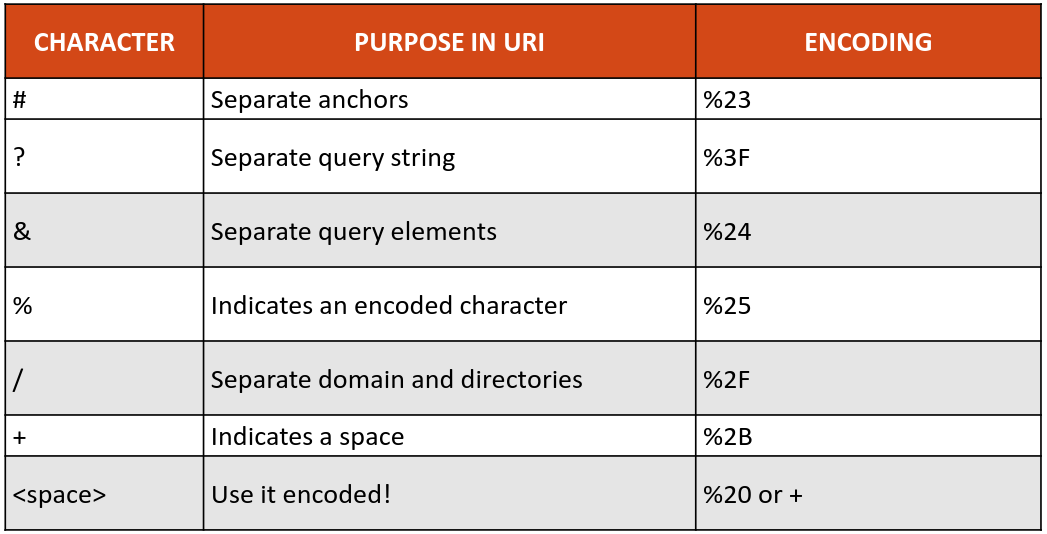 CHARACTER PURPOSE IN URI ENCODING
# Separate anchors %23
? Separate query string %3F
& Separate query elements %24
% Indicates an encoded character %25
/ Separate domain and directories %2F
+ Indicates a space %2B
<space> Use it encoded! %20 or +